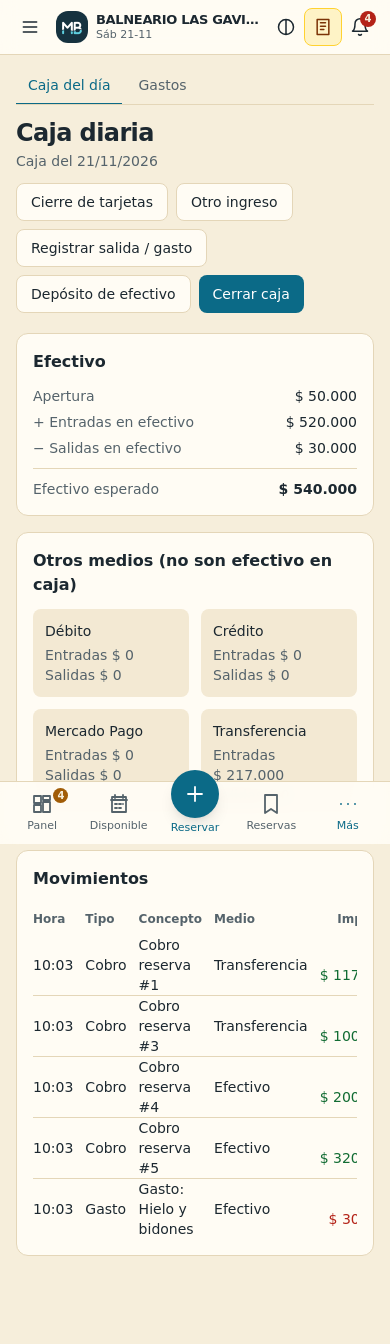 MB
BALNEARIO LAS GAVI...
Sáb 21-11
4
Caja del día
Gastos
Caja diaria
Caja del 21/11/2026
Cierre de tarjetas
Otro ingreso
Registrar salida / gasto
Depósito de efectivo
Cerrar caja
Efectivo
Apertura $ 50.000
+ Entradas en efectivo $ 520.000
− Salidas en efectivo $ 30.000
Efectivo esperado $ 540.000
Otros medios (no son efectivo en
caja)
Débito
Entradas $ 0
Salidas $ 0
Crédito
Entradas $ 0
Salidas $ 0
Mercado Pago
Entradas $ 0
Salidas $ 0
Transferencia
Entradas
$ 217.000
Panel
4
Disponible
Reservar
Reservas
Más
Movimientos
Hora Tipo Concepto Medio
10:03 Cobro Cobro reserva #1 Transferencia $ 117
10:03 Cobro Cobro reserva #3 Transferencia $ 100
10:03 Cobro Cobro reserva #4 Efectivo $ 200
10:03 Cobro Cobro reserva #5 Efectivo $ 320
10:03 Gasto Gasto: Hielo y bidones Efectivo $ 30